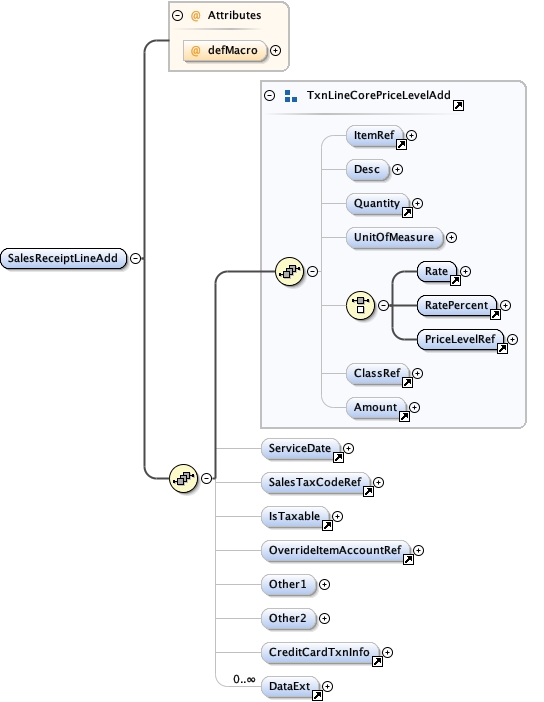 @ Attributes
@ defMacro
TxnLineCorePriceLevelAdd
ItemRef
Desc
Quantity
UnitOfMeasure
SalesReceiptLineAdd
Rate
RatePercent
PriceLevelRef
ClassRef
Amount
ServiceDate
SalesTaxCodeRef
IsTaxable
OverrideItemAccountRef
Other1
Other2
CreditCardTxnInfo
0..∞
DataExt